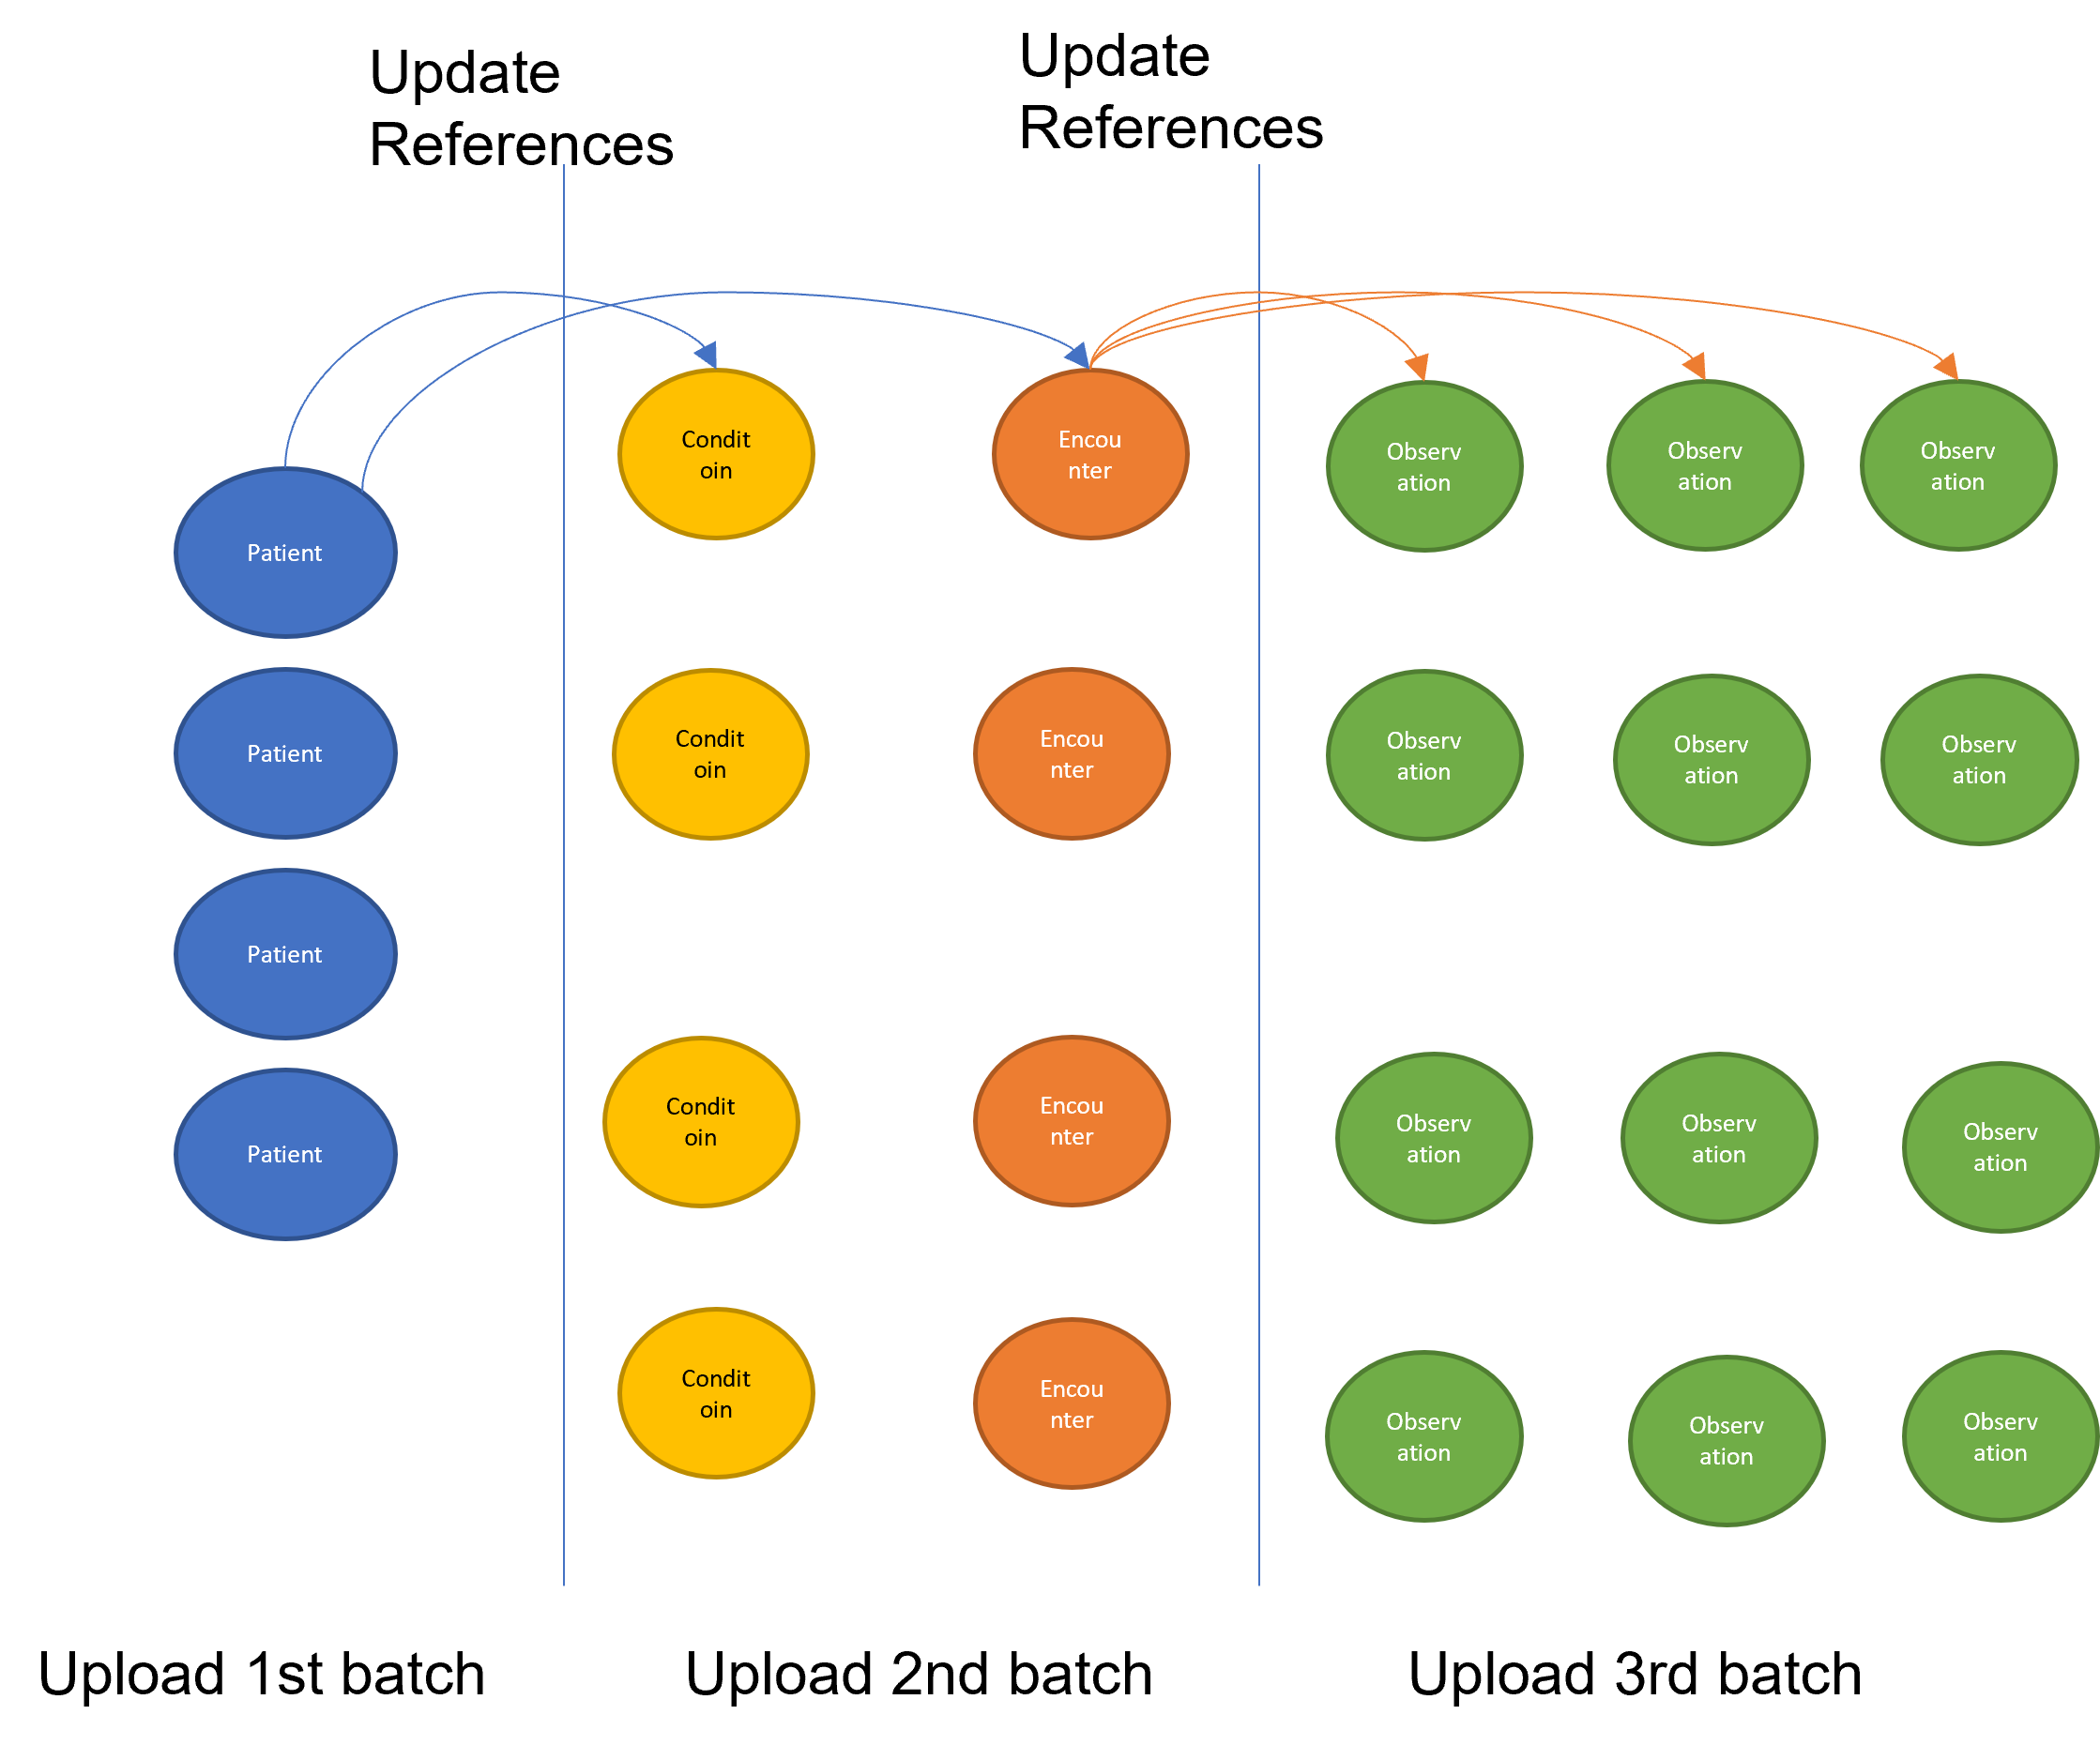 Update
References
Update
References
Condit
oin
Encou
nter
Observ
ation
Observ
ation
Observ
ation
Patient
Patient
Condit
oin
Encou
nter
Observ
ation
Observ
ation
Observ
ation
Patient
Condit
oin
Encou
nter
Observ
ation
Observ
ation
Observ
ation
Patient
Condit
oin
Encou
nter
Observ
ation
Observ
ation
Observ
ation
Upload 1st batch
Upload 2nd batch
Upload 3rd batch